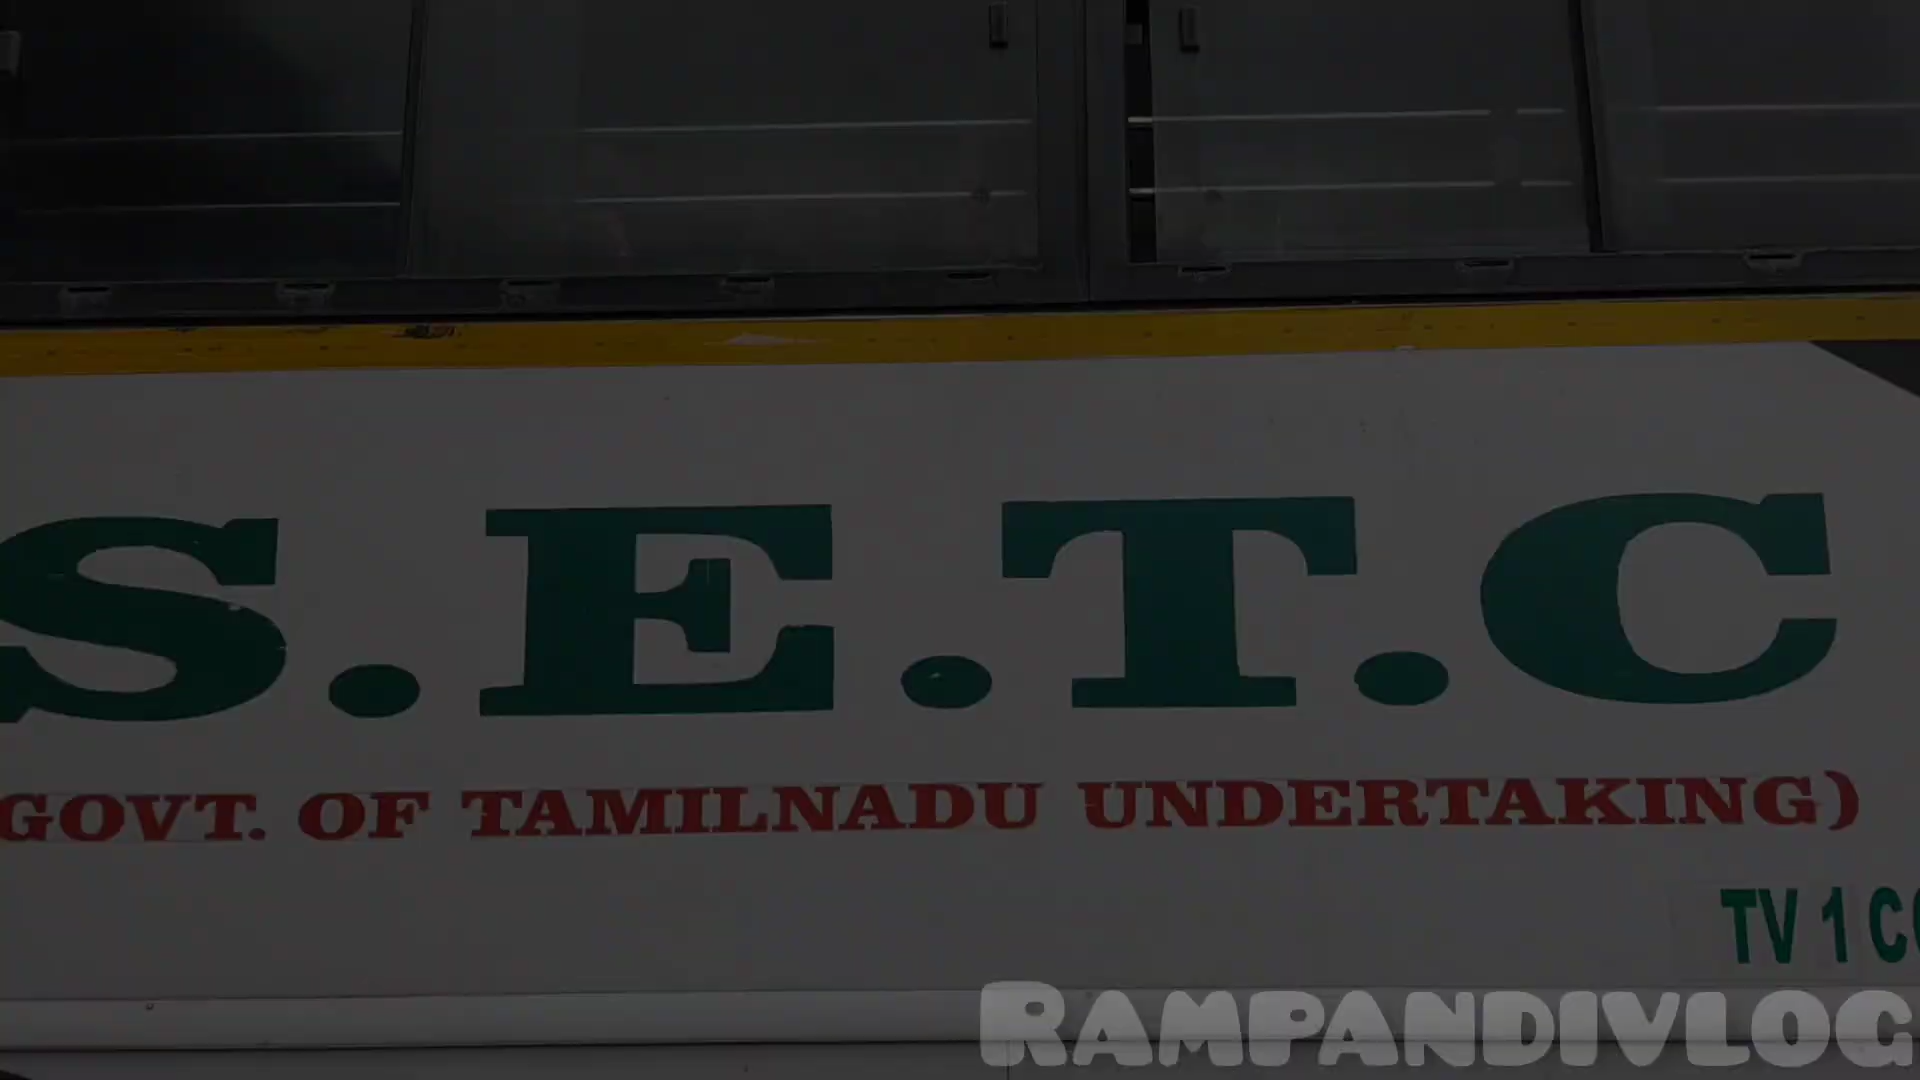 S.E.T.C
GOVT. OF TAMILNADU UNDERTAKING)
TV 1
RAMPANDIVLOG